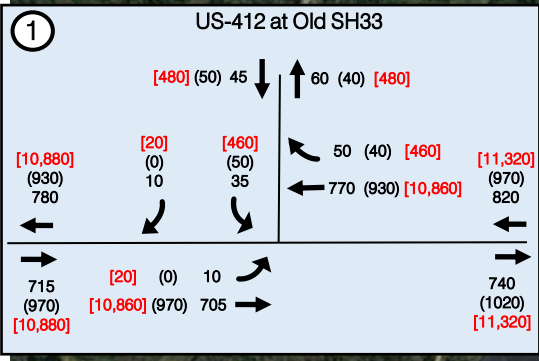 1
US-412 at Old SH33
[480] (50) 45
60 (40) [480]
[20]
(0)
10
[460]
(50)
35
50 (40) [460]
770 (930) [10,860]
[10,880]
(930)
780
[11,320]
(970)
820
715
(970)
[10,880]
[20] (0) 10
[10,860] (970) 705
740
(1020)
[11,320]